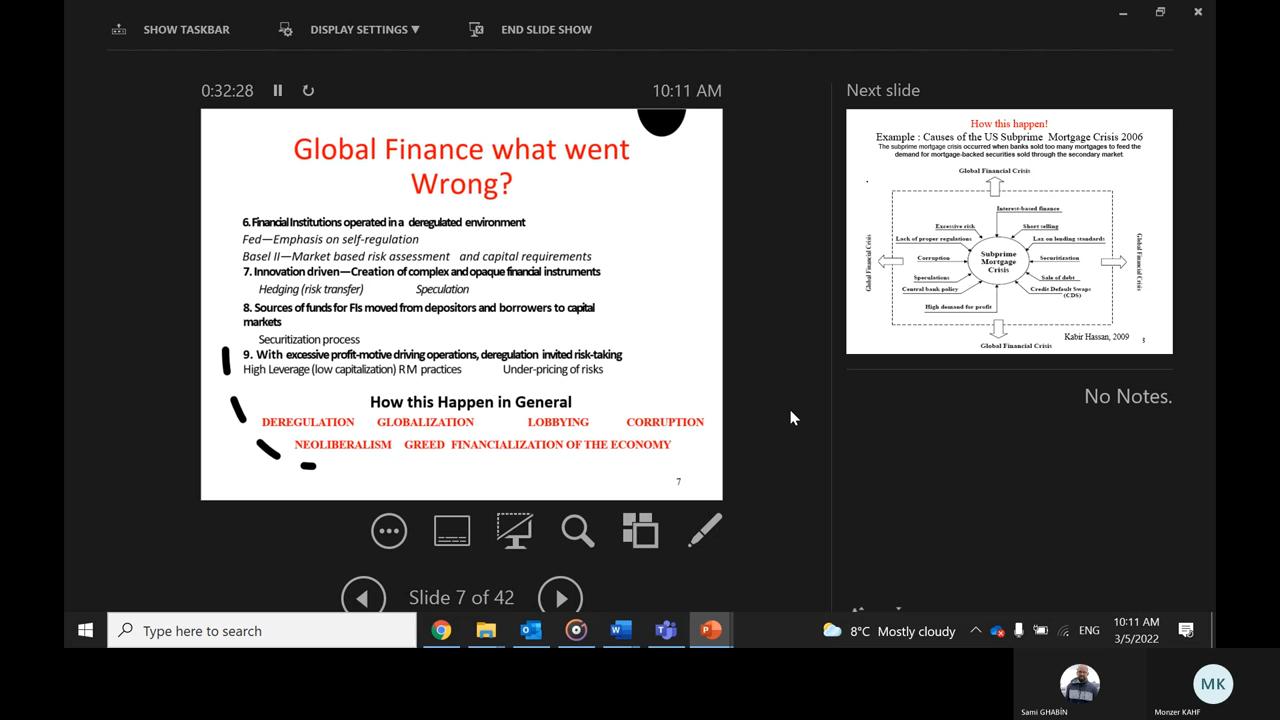 SHOW TASKBAR
DISPLAY SETTINGS ▼
END SLIDE SHOW
0:32:28
10:11 AM
Global Finance what went
Wrong?
6. Financial Institutions operated in a deregulated environment
Fed—Emphasis on self-regulation
Basel II—Market based risk assessment and capital requirements
7. Innovation driven—Creation of complex and opaque financial instruments
Hedging (risk transfer) Speculation
8. Sources of funds for FIs moved from depositors and borrowers to capital
markets
Securitization process
9. With excessive profit-motive driving operations, deregulation invited risk-taking
High Leverage (low capitalization) RM practices Under-pricing of risks
How this Happen in General
DEREGULATION GLOBALIZATION LOBBYING CORRUPTION
NEOLIBERALISM GREED FINANCIALIZATION OF THE ECONOMY
7
Slide 7 of 42
Next slide
How this happen!
Example : Causes of the US Subprime Mortgage Crisis 2006
The subprime mortgage crisis occurred when banks sold too many mortgages to feed the
demand for mortgage-backed securities sold through the secondary market
Global Financial Crisis
Interest-based finance
Excessive risk
Short selling
Lack of proper regulations
Lax on lending standards
Corruption
Subprime
Mortgage
Crisis
Securitization
Speculations
Sale of debt
Central bank policy
Credit Default Swaps
(CDS)
High demand for profit
Global Financial Crisis
Global Financial Crisis
Kabir Hassan, 2009
Global Financial Crisis
8
No Notes.
Type here to search
8°C Mostly cloudy
ENG
10:11 AM
3/5/2022
MK
Sami GHABİN
Monzer KAHF